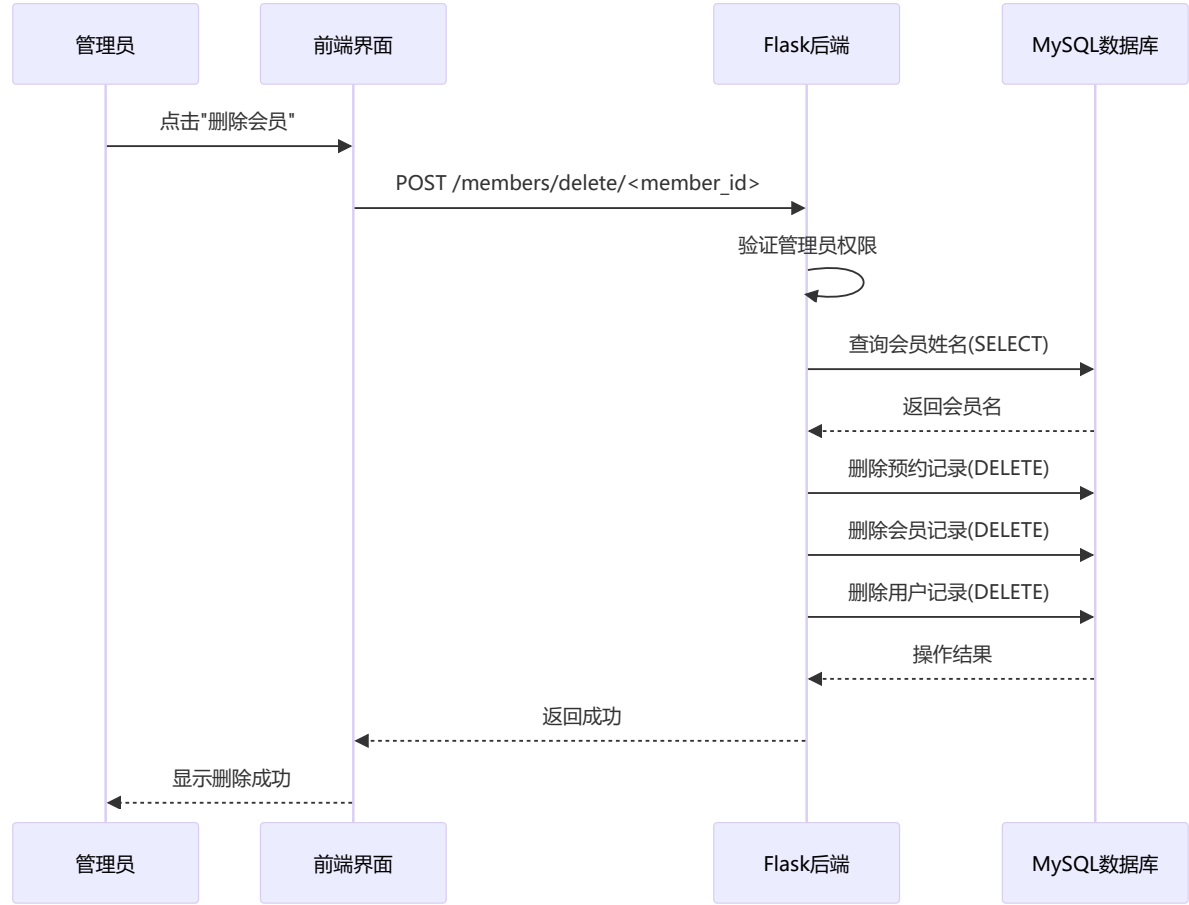 管理员
前端界面
Flask后端
MySQL数据库
点击"删除会员"
POST /members/delete/<member_id>
验证管理员权限
查询会员姓名(SELECT)
返回会员名
删除预约记录(DELETE)
删除会员记录(DELETE)
删除用户记录(DELETE)
操作结果
返回成功
显示删除成功
管理员
前端界面
Flask后端
MySQL数据库